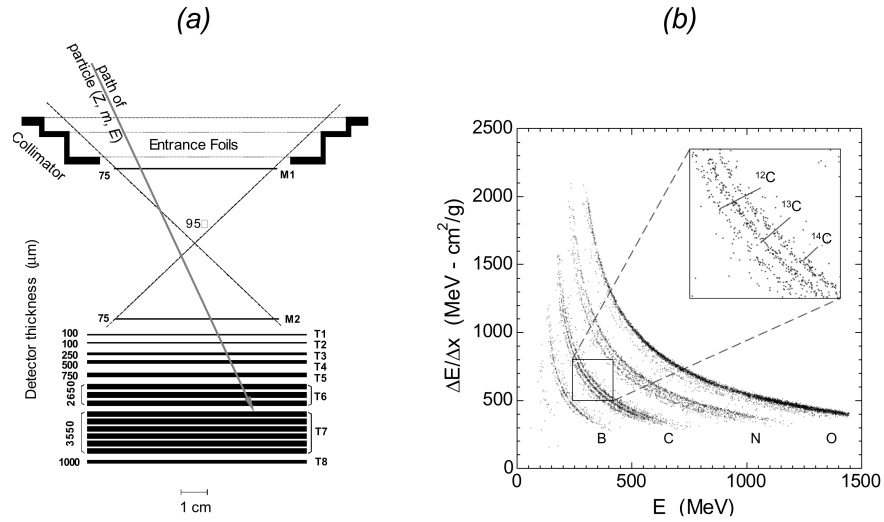 (a)
path of
particle (Z, m, E)
Collimator
Entrance Foils
75
M1
95□
Detector thickness (µm)
75
M2
100
T1
100
T2
250
T3
500
T4
750
T5
2650
T6
3550
T7
1000
T8
1 cm
(b)
ΔE/Δx (MeV - cm²/g)
2500
2000
1500
1000
500
0
¹²C
¹³C
¹⁴C
B
C
N
O
0
500
1000
1500
E (MeV)